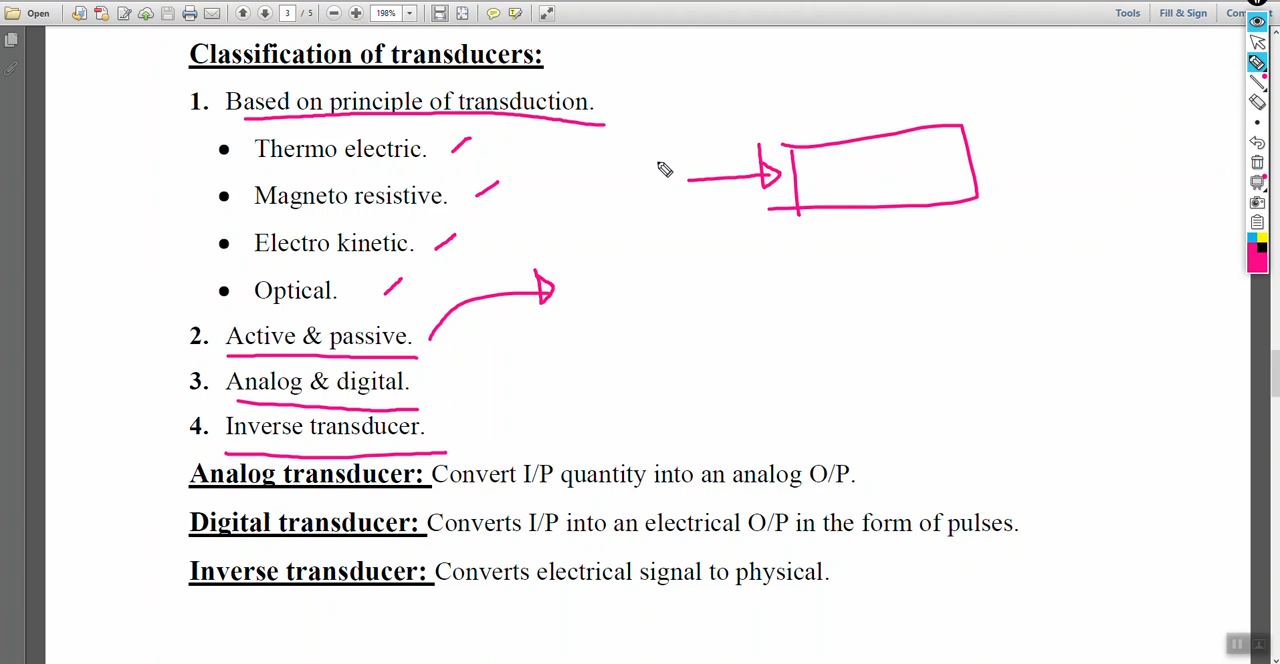 Open 3 / 5 198% Tools Fill & Sign
Classification of transducers:
1. Based on principle of transduction.
● Thermo electric.
● Magneto resistive.
● Electro kinetic.
● Optical.
2. Active & passive.
3. Analog & digital.
4. Inverse transducer.
Analog transducer: Convert I/P quantity into an analog O/P.
Digital transducer: Converts I/P into an electrical O/P in the form of pulses.
Inverse transducer: Converts electrical signal to physical.